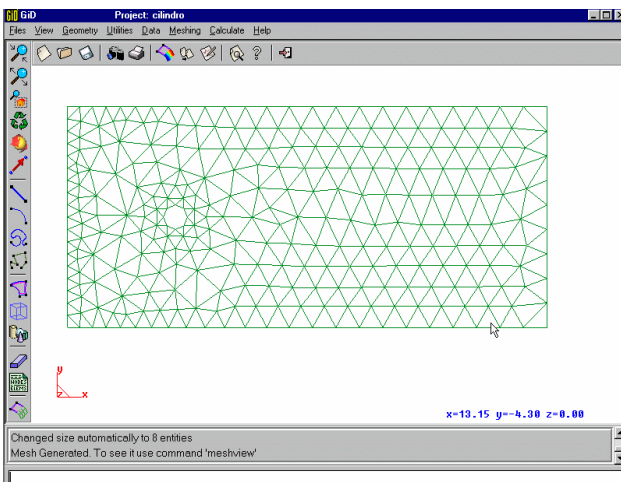 GiD GiD Project: cilindro
Files View Geometry Utilities Data Meshing Calculate Help
y
z x
x=13.15 y=-4.30 z=0.00
Changed size automatically to 8 entities
Mesh Generated. To see it use command 'meshview'